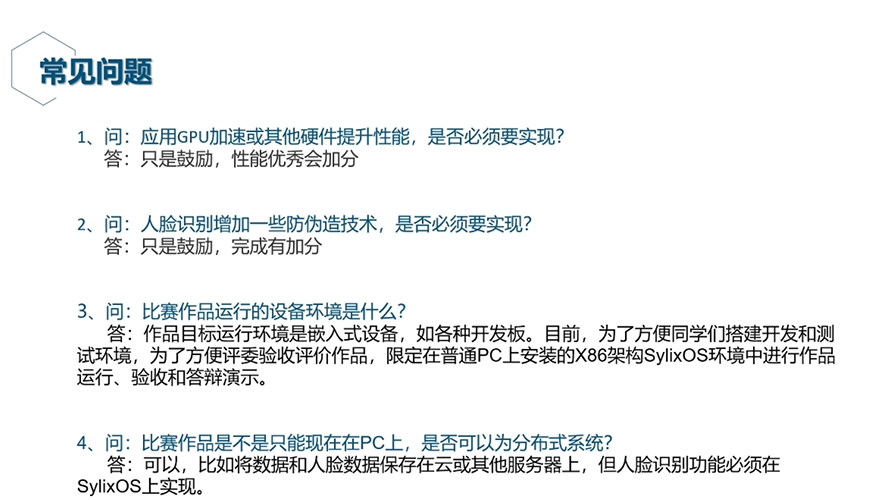 常见问题
1、问：应用GPU加速或其他硬件提升性能，是否必须要实现？
答：只是鼓励，性能优秀会加分
2、问：人脸识别增加一些防伪造技术，是否必须要实现？
答：只是鼓励，完成有加分
3、问：比赛作品运行的设备环境是什么？
答：作品目标运行环境是嵌入式设备，如各种开发板。目前，为了方便同学们搭建开发和测
试环境，为了方便评委验收评价作品，限定在普通PC上安装的X86架构SylixOS环境中进行作品
运行、验收和答辩演示。
4、问：比赛作品是不是只能现在在PC上，是否可以为分布式系统？
答：可以，比如将数据和人脸数据保存在云或其他服务器上，但人脸识别功能必须在
SylixOS上实现。